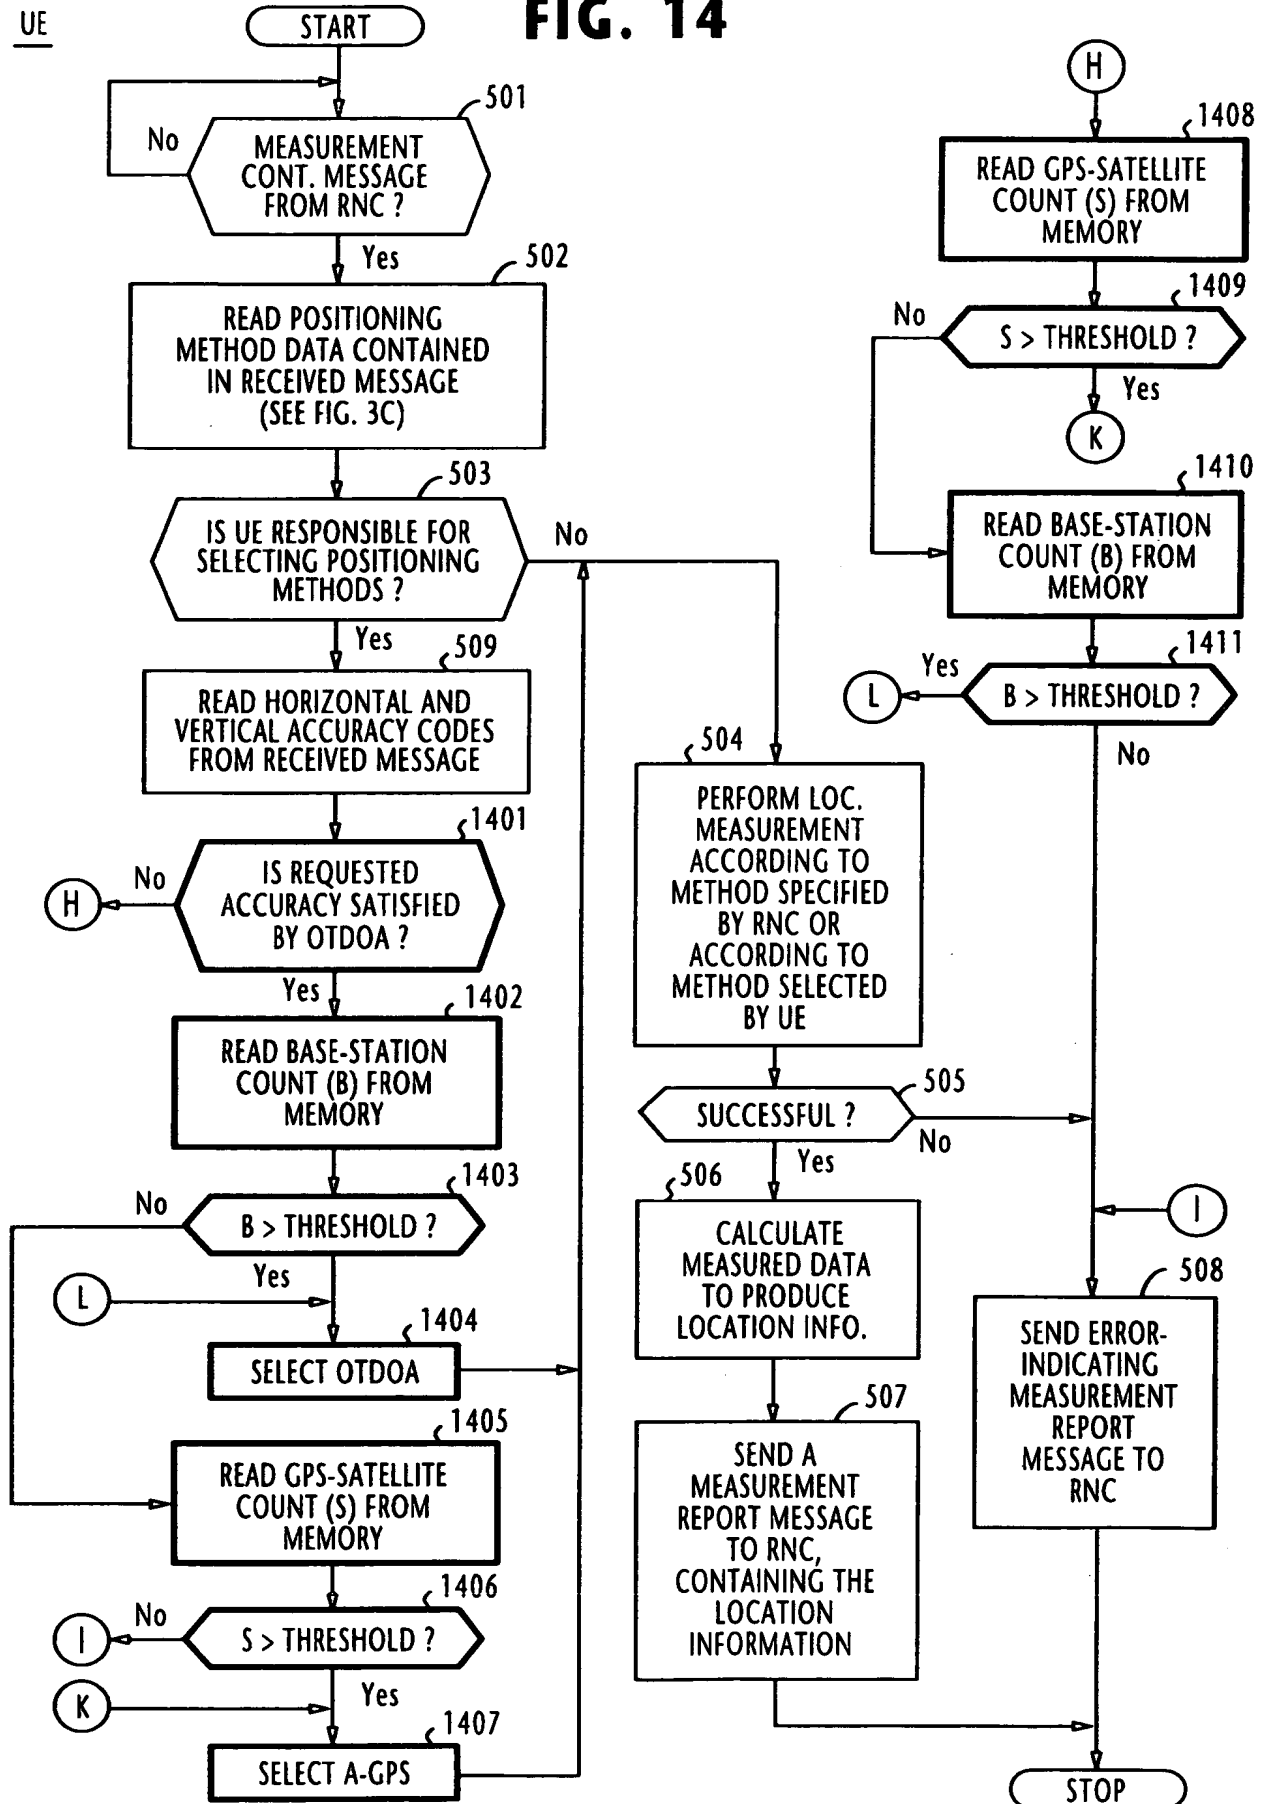 UE
FIG. 14
START
501
No
MEASUREMENT
CONT. MESSAGE
FROM RNC ?
Yes
502
READ POSITIONING
METHOD DATA CONTAINED
IN RECEIVED MESSAGE
(SEE FIG. 3C)
503
IS UE RESPONSIBLE FOR
SELECTING POSITIONING
METHODS ?
No
Yes
509
READ HORIZONTAL AND
VERTICAL ACCURACY CODES
FROM RECEIVED MESSAGE
1401
IS REQUESTED
ACCURACY SATISFIED
BY OTDOA ?
No
H
Yes
1402
READ BASE-STATION
COUNT (B) FROM
MEMORY
1403
No
B > THRESHOLD ?
Yes
L
1404
SELECT OTDOA
1405
READ GPS-SATELLITE
COUNT (S) FROM
MEMORY
1406
No
I
S > THRESHOLD ?
K
Yes
1407
SELECT A-GPS
504
PERFORM LOC.
MEASUREMENT
ACCORDING TO
METHOD SPECIFIED
BY RNC OR
ACCORDING TO
METHOD SELECTED
BY UE
505
SUCCESSFUL ?
No
Yes
506
CALCULATE
MEASURED DATA
TO PRODUCE
LOCATION INFO.
507
SEND A
MEASUREMENT
REPORT MESSAGE
TO RNC,
CONTAINING THE
LOCATION
INFORMATION
H
1408
READ GPS-SATELLITE
COUNT (S) FROM
MEMORY
1409
No
S > THRESHOLD ?
Yes
K
1410
READ BASE-STATION
COUNT (B) FROM
MEMORY
1411
Yes
L
B > THRESHOLD ?
No
I
508
SEND ERROR-
INDICATING
MEASUREMENT
REPORT
MESSAGE TO
RNC
STOP